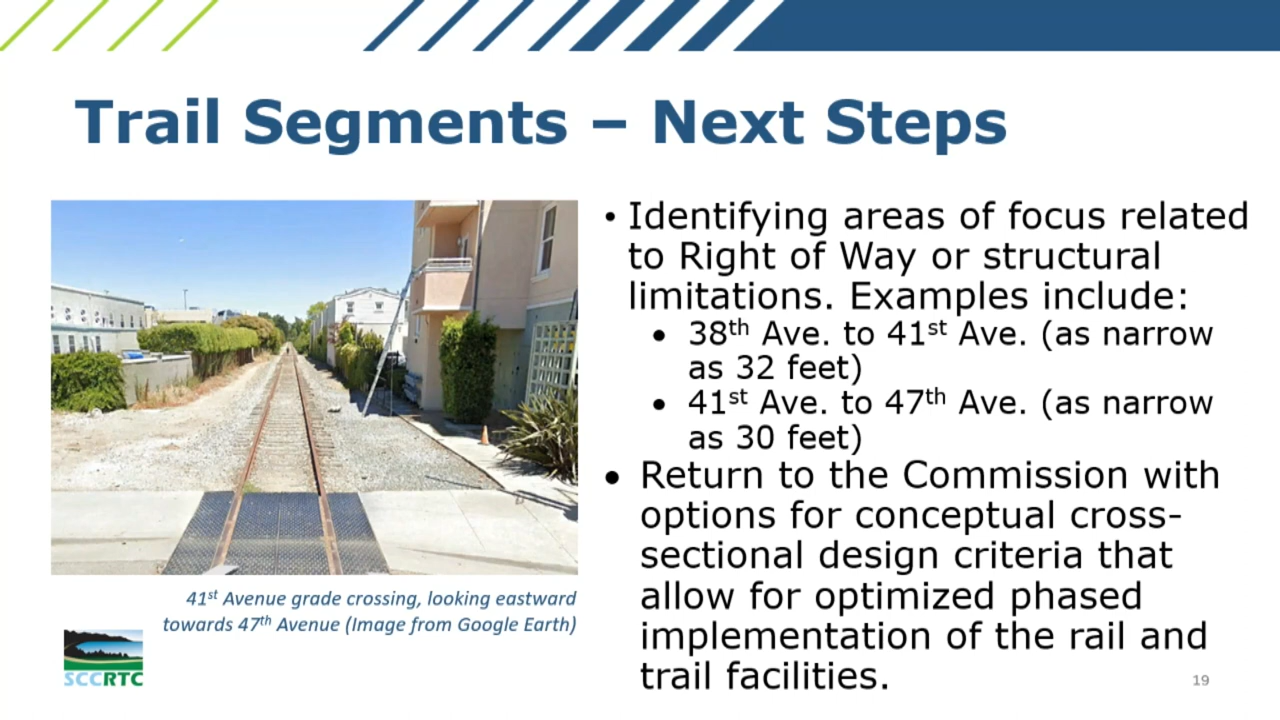 Trail Segments – Next Steps
• Identifying areas of focus related
to Right of Way or structural
limitations. Examples include:
• 38th Ave. to 41st Ave. (as narrow
as 32 feet)
• 41st Ave. to 47th Ave. (as narrow
as 30 feet)
• Return to the Commission with
options for conceptual cross-
sectional design criteria that
allow for optimized phased
implementation of the rail and
trail facilities.
41st Avenue grade crossing, looking eastward
towards 47th Avenue (Image from Google Earth)
SCCRTC
19